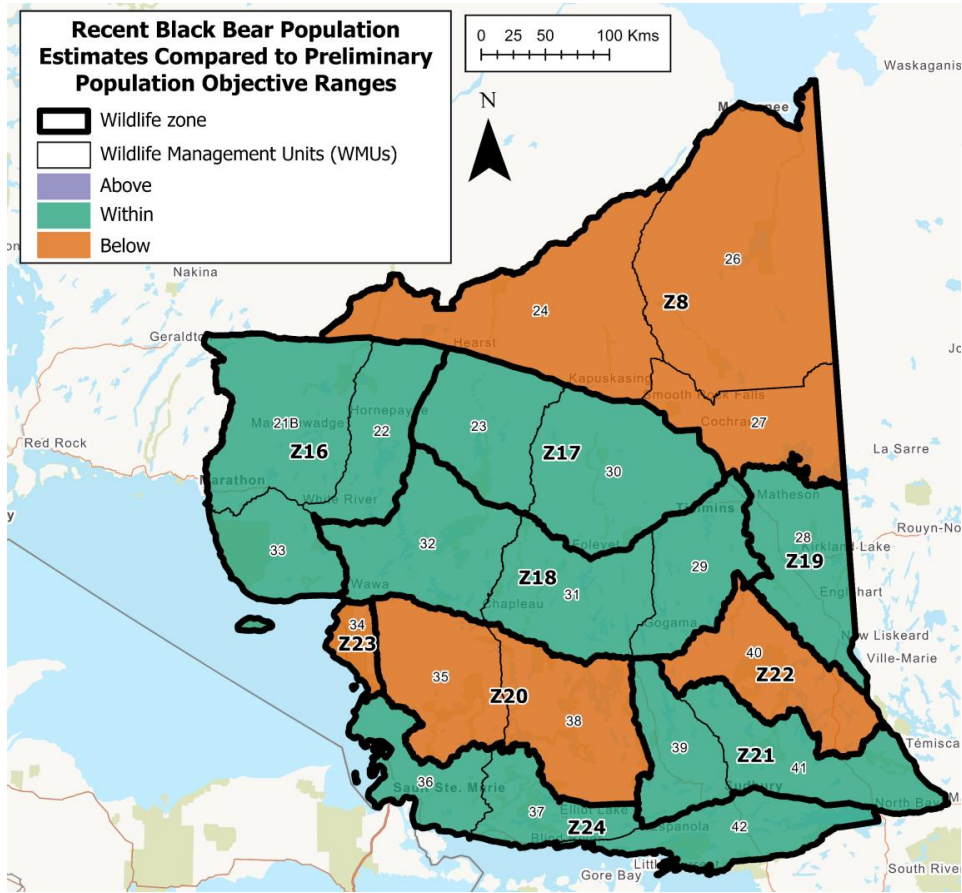 Recent Black Bear Population
Estimates Compared to Preliminary
Population Objective Ranges
Wildlife zone
Wildlife Management Units (WMUs)
Above
Within
Below
0 25 50 100 Kms
N
Waskaganis
Nakina
Geraldto
26
Z8
24
Hearst
Kapuskasing
Smooth Rock Falls
27
La Sarre
Red Rock
21B
Hornepayne
22
23
Z16
Z17
30
Marathon
White River
Timmins
Matheson
Rouyn-No
28
Kirkland Lake
Z19
33
32
Foleyet
29
Z18
31
Wawa
Chapleau
Gogama
Englehart
New Liskeard
Ville-Marie
34
Z23
35
Z20
38
40
Z22
Témisca
39
Z21
41
36
Sault Ste. Marie
37
Elliot Lake
Sudbury
North Bay
Z24
Espanola
42
Gore Bay
South River